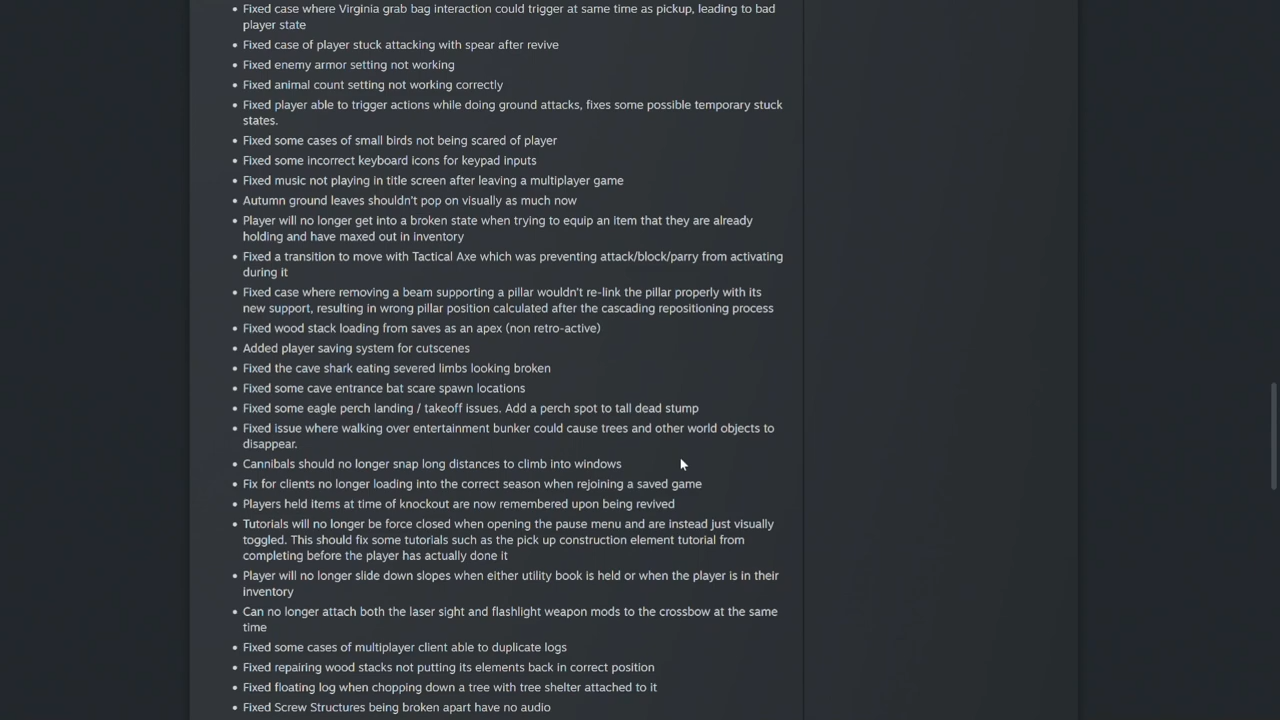 • Fixed case where Virginia grab bag interaction could trigger at same time as pickup, leading to bad
player state
• Fixed case of player stuck attacking with spear after revive
• Fixed enemy armor setting not working
• Fixed animal count setting not working correctly
• Fixed player able to trigger actions while doing ground attacks, fixes some possible temporary stuck
states.
• Fixed some cases of small birds not being scared of player
• Fixed some incorrect keyboard icons for keypad inputs
• Fixed music not playing in title screen after leaving a multiplayer game
• Autumn ground leaves shouldn't pop on visually as much now
• Player will no longer get into a broken state when trying to equip an item that they are already
holding and have maxed out in inventory
• Fixed a transition to move with Tactical Axe which was preventing attack/block/parry from activating
during it
• Fixed case where removing a beam supporting a pillar wouldn't re-link the pillar properly with its
new support, resulting in wrong pillar position calculated after the cascading repositioning process
• Fixed wood stack loading from saves as an apex (non retro-active)
• Added player saving system for cutscenes
• Fixed the cave shark eating severed limbs looking broken
• Fixed some cave entrance bat scare spawn locations
• Fixed some eagle perch landing / takeoff issues. Add a perch spot to tall dead stump
• Fixed issue where walking over entertainment bunker could cause trees and other world objects to
disappear.
• Cannibals should no longer snap long distances to climb into windows
• Fix for clients no longer loading into the correct season when rejoining a saved game
• Players held items at time of knockout are now remembered upon being revived
• Tutorials will no longer be force closed when opening the pause menu and are instead just visually
toggled. This should fix some tutorials such as the pick up construction element tutorial from
completing before the player has actually done it
• Player will no longer slide down slopes when either utility book is held or when the player is in their
inventory
• Can no longer attach both the laser sight and flashlight weapon mods to the crossbow at the same
time
• Fixed some cases of multiplayer client able to duplicate logs
• Fixed repairing wood stacks not putting its elements back in correct position
• Fixed floating log when chopping down a tree with tree shelter attached to it
• Fixed Screw Structures being broken apart have no audio